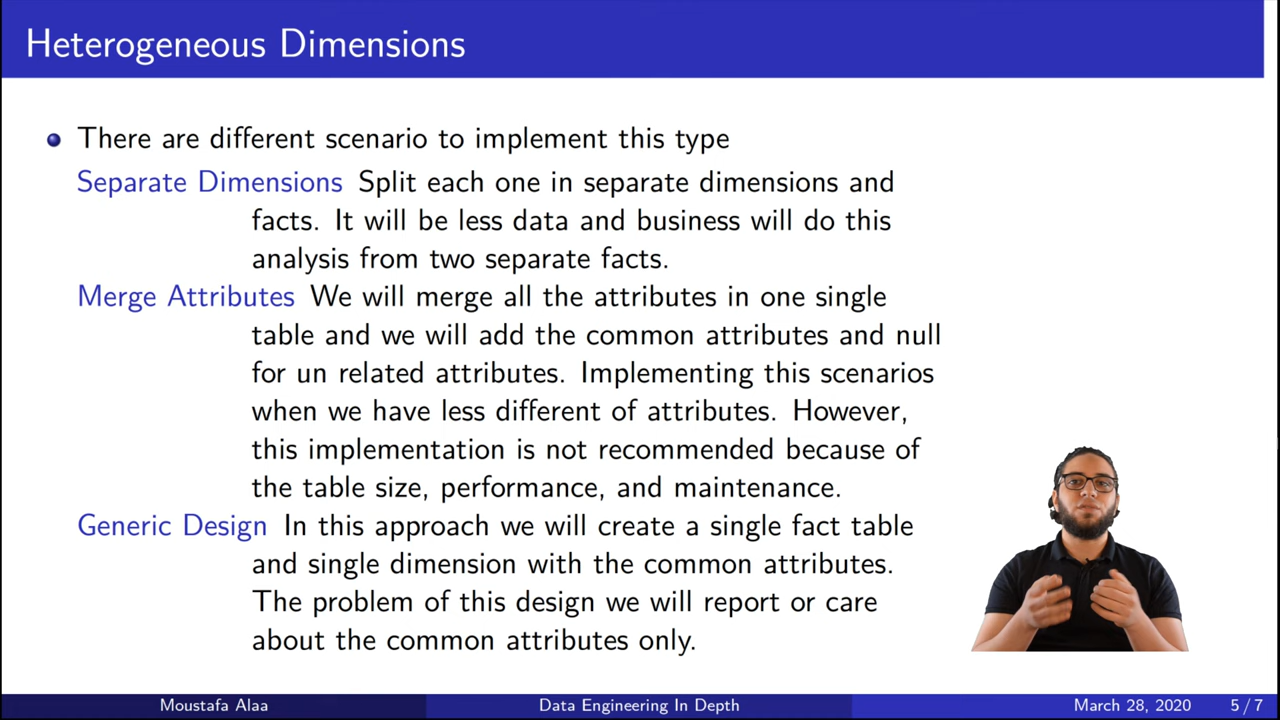 Heterogeneous Dimensions
There are different scenario to implement this type
Separate Dimensions Split each one in separate dimensions and
facts. It will be less data and business will do this
analysis from two separate facts.
Merge Attributes We will merge all the attributes in one single
table and we will add the common attributes and null
for un related attributes. Implementing this scenarios
when we have less different of attributes. However,
this implementation is not recommended because of
the table size, performance, and maintenance.
Generic Design In this approach we will create a single fact table
and single dimension with the common attributes.
The problem of this design we will report or care
about the common attributes only.
Moustafa Alaa Data Engineering In Depth March 28, 2020 5 / 7